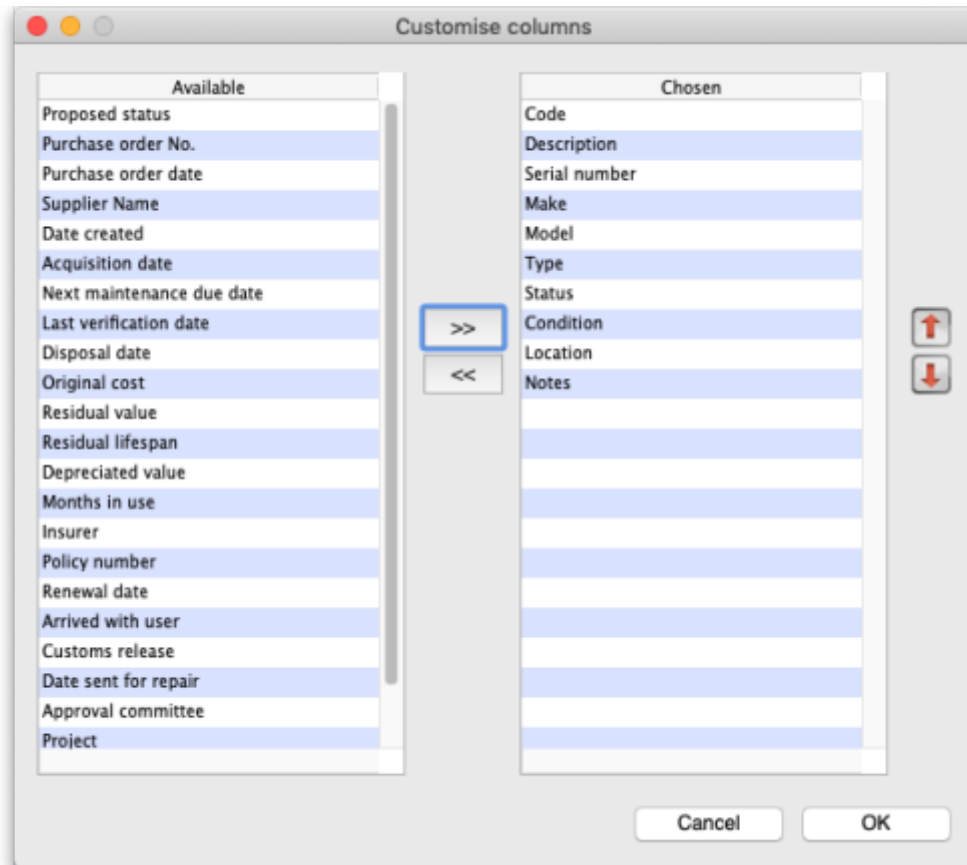 Customise columns
Available
Proposed status
Purchase order No.
Purchase order date
Supplier Name
Date created
Acquisition date
Next maintenance due date
Last verification date
Disposal date
Original cost
Residual value
Residual lifespan
Depreciated value
Months in use
Insurer
Policy number
Renewal date
Arrived with user
Customs release
Date sent for repair
Approval committee
Project
>>
<<
Chosen
Code
Description
Serial number
Make
Model
Type
Status
Condition
Location
Notes
Cancel
OK